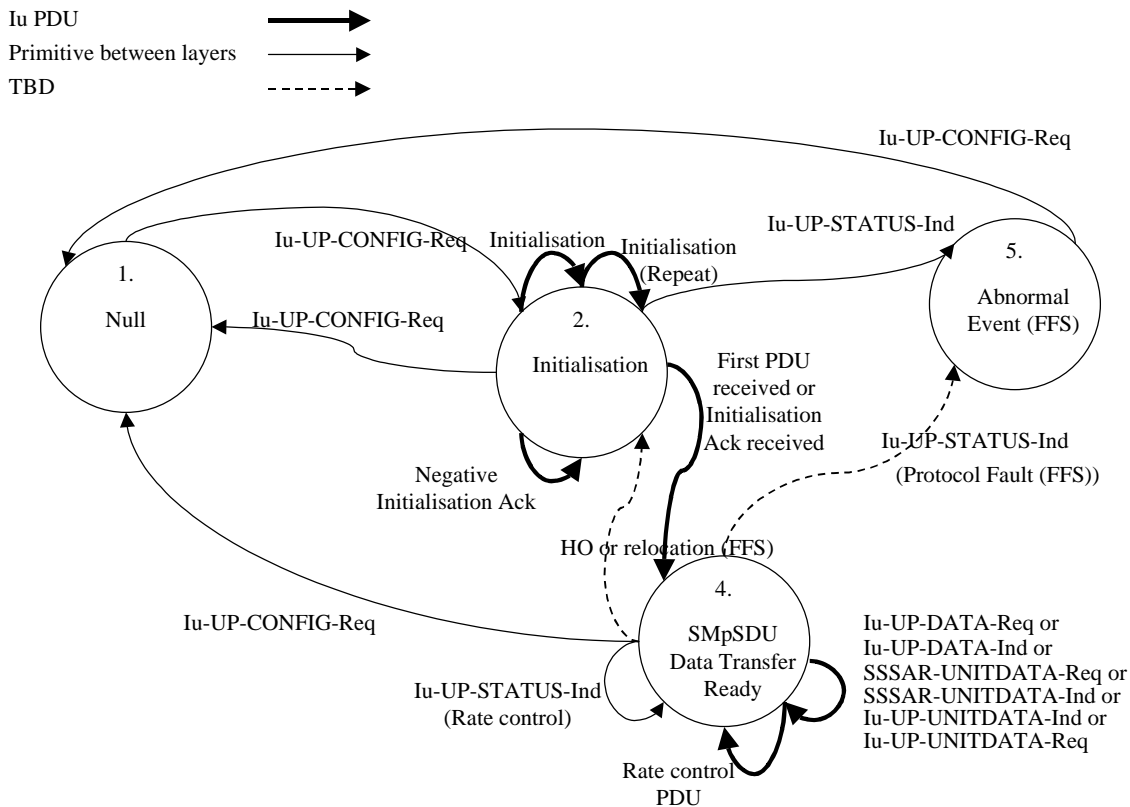 Iu PDU
Primitive between layers
TBD
Iu-UP-CONFIG-Req
Iu-UP-CONFIG-Req
Initialisation
Initialisation
(Repeat)
Iu-UP-STATUS-Ind
1.
Null
Iu-UP-CONFIG-Req
2.
Initialisation
5.
Abnormal
Event (FFS)
First PDU
received or
Initialisation
Ack received
Negative
Initialisation Ack
Iu-UP-STATUS-Ind
(Protocol Fault (FFS))
HO or relocation (FFS)
4.
SMpSDU
Data Transfer
Ready
Iu-UP-CONFIG-Req
Iu-UP-STATUS-Ind
(Rate control)
Iu-UP-DATA-Req or
Iu-UP-DATA-Ind or
SSSAR-UNITDATA-Req or
SSSAR-UNITDATA-Ind or
Iu-UP-UNITDATA-Ind or
Iu-UP-UNITDATA-Req
Rate control
PDU